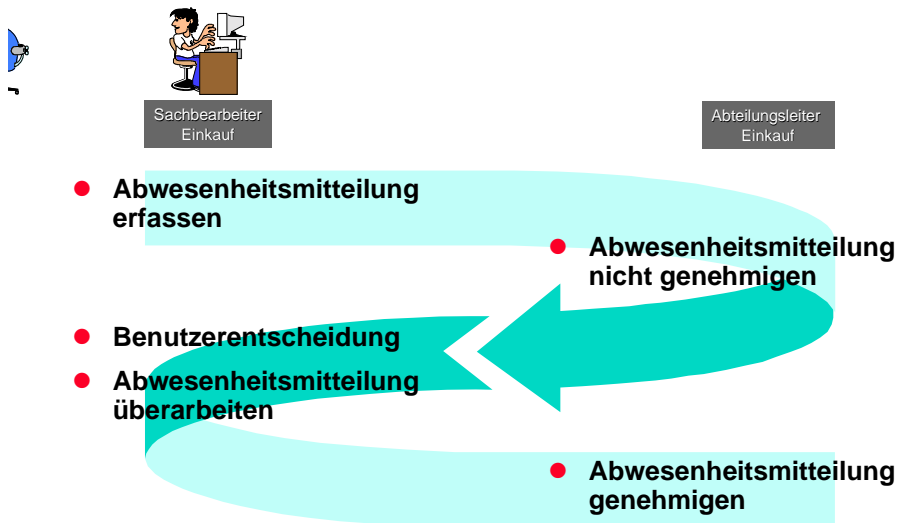 Sachbearbeiter
Einkauf
Abteilungsleiter
Einkauf
Abwesenheitsmitteilung
erfassen
Abwesenheitsmitteilung
nicht genehmigen
Benutzerentscheidung
Abwesenheitsmitteilung
überarbeiten
Abwesenheitsmitteilung
genehmigen